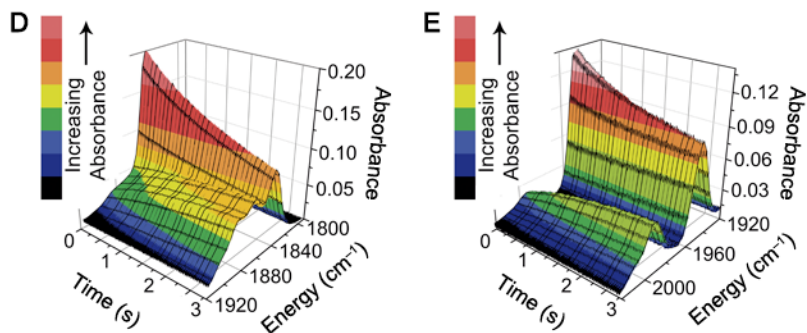 D
Increasing
Absorbance
0.20
0.15
0.10
0.05
Absorbance
1800
1840
1880
1920
Energy (cm⁻¹)
0
1
2
3
Time (s)
E
Increasing
Absorbance
0.12
0.09
0.06
0.03
Absorbance
1920
1960
2000
Energy (cm⁻¹)
0
1
2
3
Time (s)